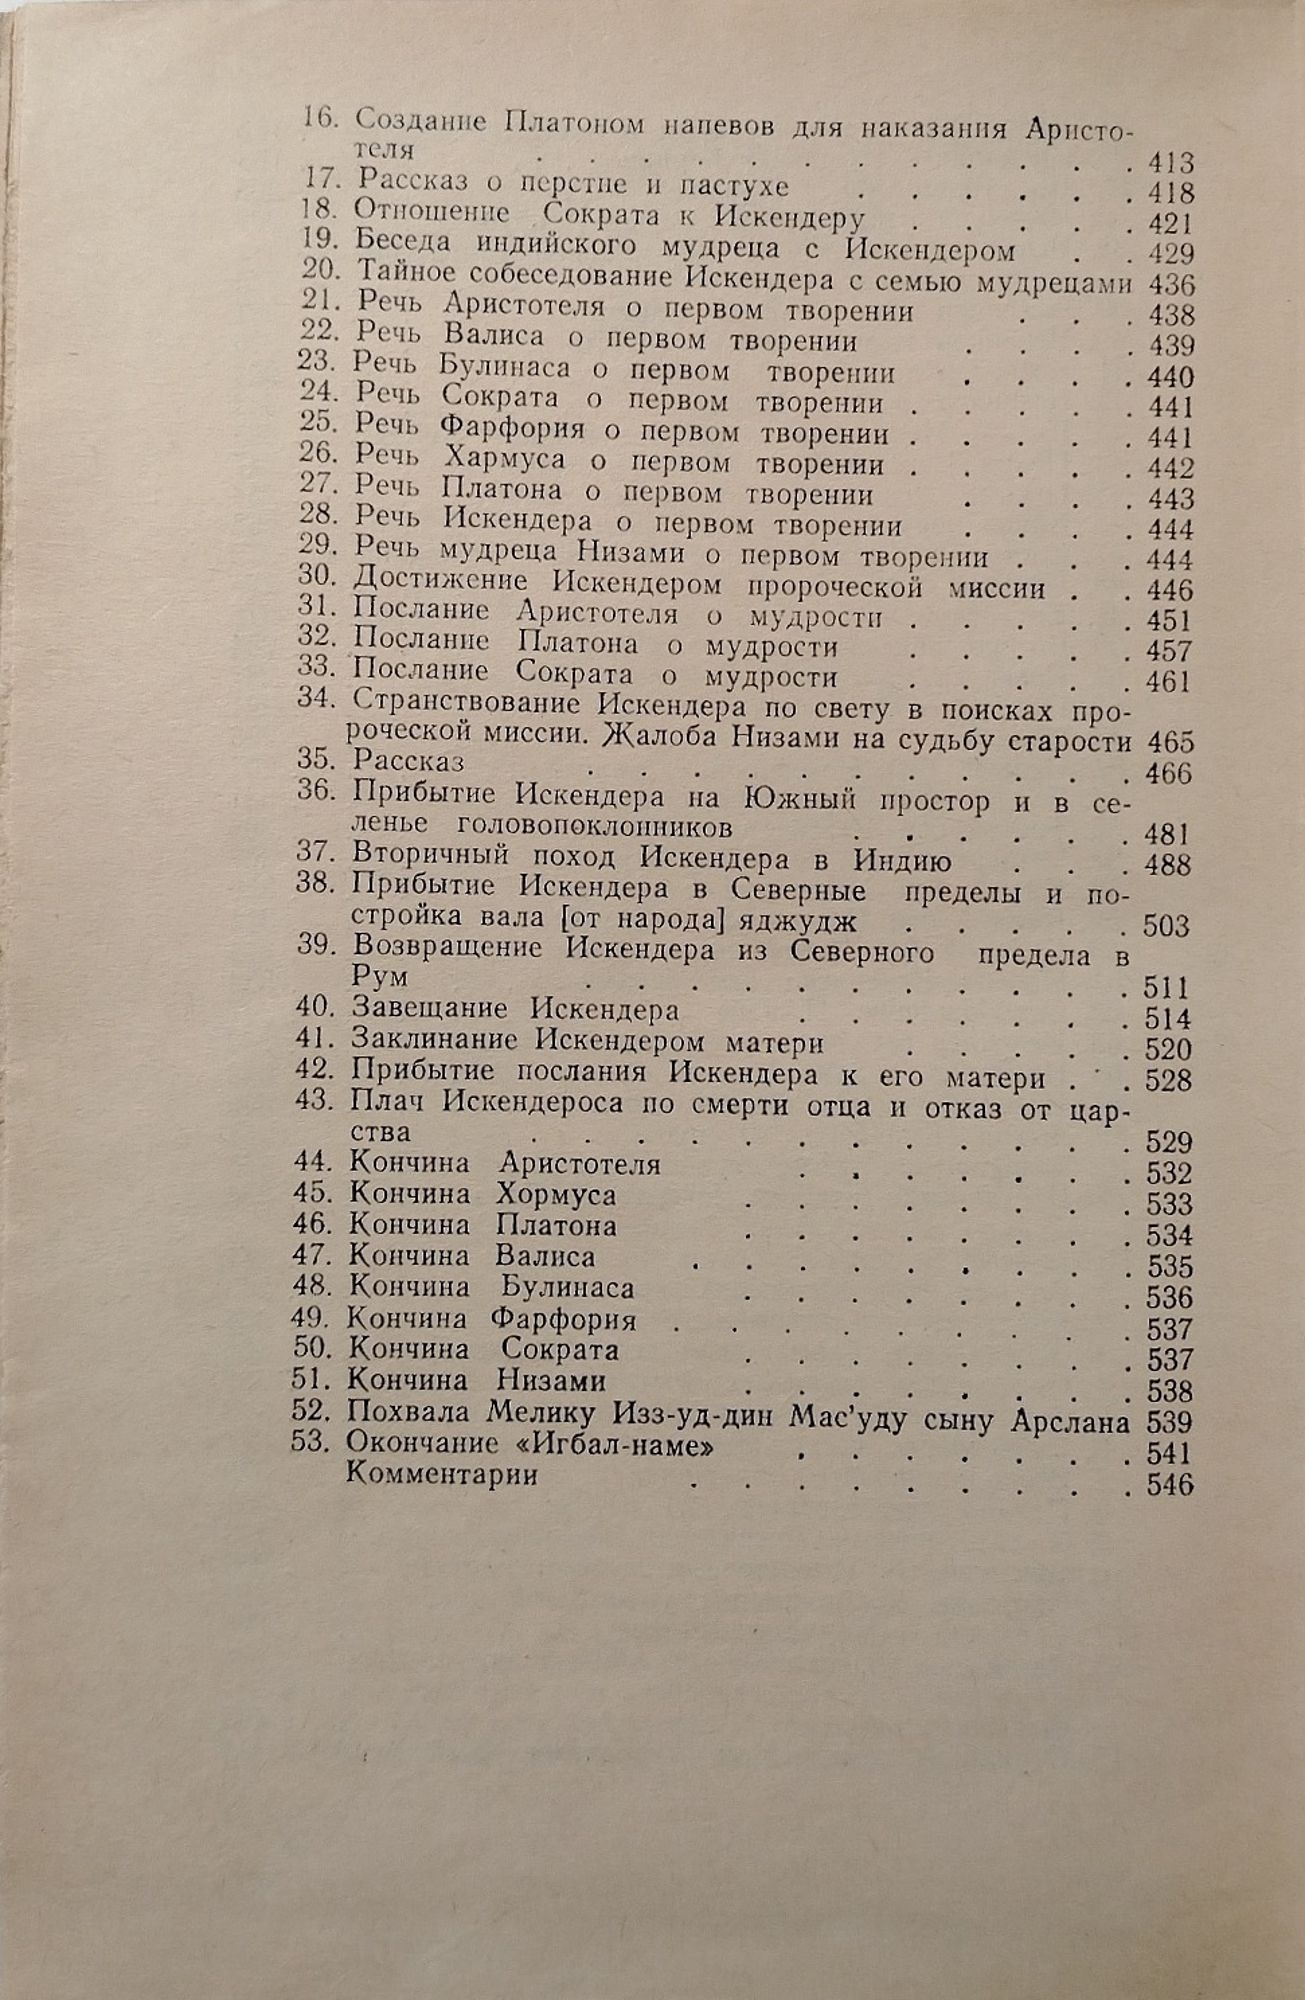 16. Создание Платоном напевов для наказания Аристо-
теля . . . . . . . . . . . . 413
17. Рассказ о перстне и пастухе . . . . . . 418
18. Отношение Сократа к Искендеру . . . . . 421
19. Беседа индийского мудреца с Искендером . . 429
20. Тайное собеседование Искендера с семью мудрецами 436
21. Речь Аристотеля о первом творении . . . 438
22. Речь Валиса о первом творении . . . . 439
23. Речь Булинаса о первом творении . . . . 440
24. Речь Сократа о первом творении . . . . . 441
25. Речь Фарфория о первом творении . . . . . 441
26. Речь Хармуса о первом творении . . . . . 442
27. Речь Платона о первом творении . . . . 443
28. Речь Искендера о первом творении . . . . 444
29. Речь мудреца Низами о первом творении . . . 444
30. Достижение Искендером пророческой миссии . . 446
31. Послание Аристотеля о мудрости . . . . . 451
32. Послание Платона о мудрости . . . . . 457
33. Послание Сократа о мудрости . . . . . 461
34. Странствование Искендера по свету в поисках про-
роческой миссии. Жалоба Низами на судьбу старости 465
35. Рассказ . . . . . . . . . . . 466
36. Прибытие Искендера на Южный простор и в се-
ленье головопоклонников . . . . . . 481
37. Вторичный поход Искендера в Индию . . . 488
38. Прибытие Искендера в Северные пределы и по-
стройка вала [от народа] яджудж . . . . . 503
39. Возвращение Искендера из Северного предела в
Рум . . . . . . . . . . . 511
40. Завещание Искендера . . . . . . . 514
41. Заклинание Искендером матери . . . . . 520
42. Прибытие послания Искендера к его матери . . 528
43. Плач Искендероса по смерти отца и отказ от цар-
ства . . . . . . . . . . . . 529
44. Кончина Аристотеля . . . . . . . 532
45. Кончина Хормуса . . . . . . . . 533
46. Кончина Платона . . . . . . . . 534
47. Кончина Валиса . . . . . . . . . 535
48. Кончина Булинаса . . . . . . . . 536
49. Кончина Фарфория . . . . . . . . . 537
50. Кончина Сократа . . . . . . . . 537
51. Кончина Низами . . . . . . . . 538
52. Похвала Мелику Изз-уд-дин Мас’уду сыну Арслана 539
53. Окончание «Игбал-наме» . . . . . . . 541
Комментарии . . . . . . . . . 546